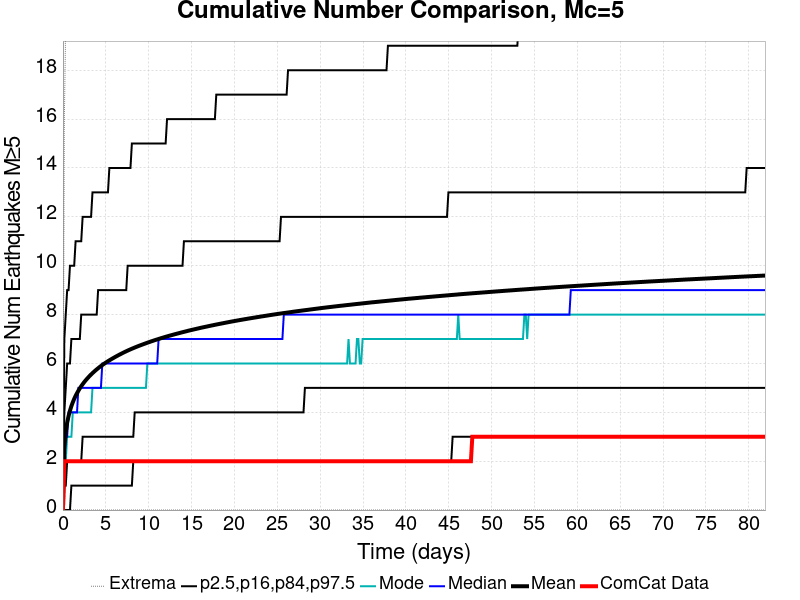 Cumulative Number Comparison, Mc=5
Cumulative Num Earthquakes M≥5
18
16
14
12
10
8
6
4
2
0
0 5 10 15 20 25 30 35 40 45 50 55 60 65 70 75 80
Time (days)
Extrema p2.5,p16,p84,p97.5 Mode Median Mean ComCat Data